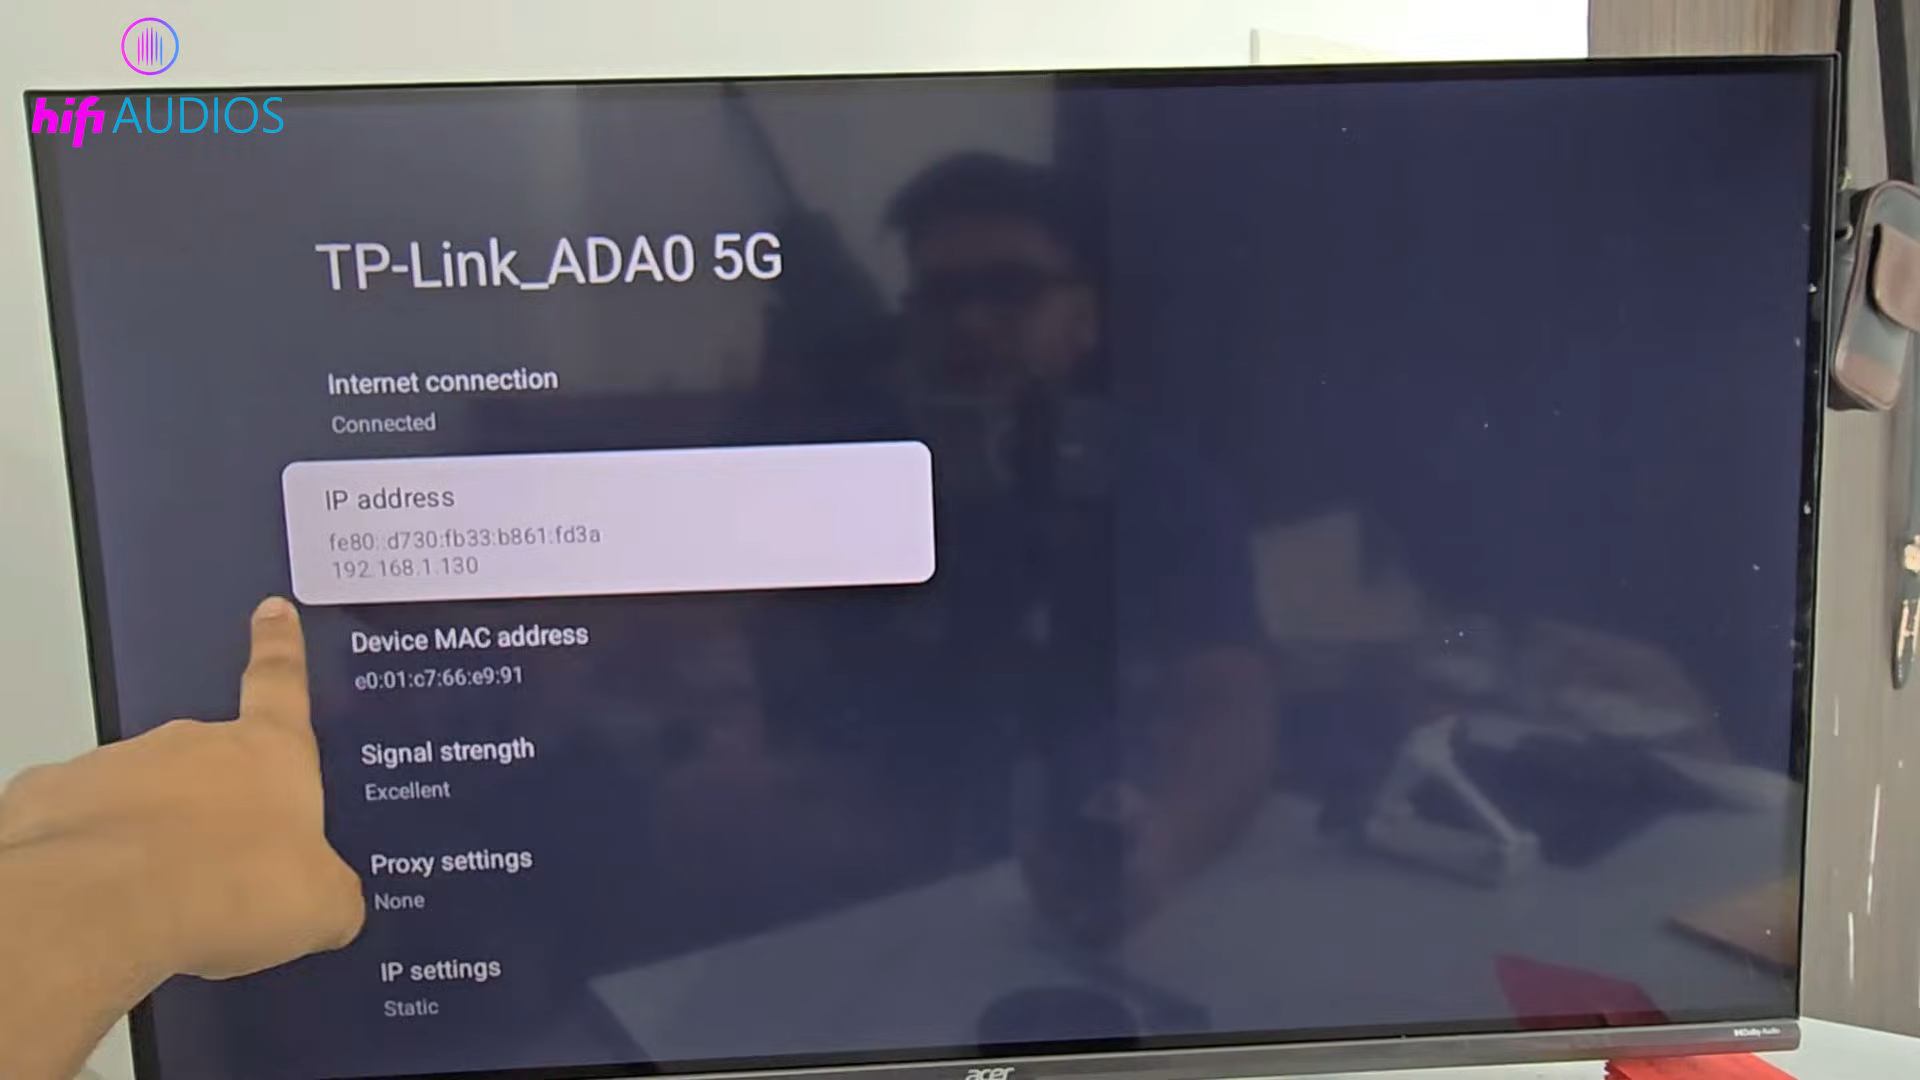 hifi AUDIOS
TP-Link_ADA0 5G
Internet connection
Connected
IP address
fe80::d730:fb33:b861:fd3a
192.168.1.130
Device MAC address
e0:01:c7:66:e9:91
Signal strength
Excellent
Proxy settings
None
IP settings
Static
Dolby Audio
acer